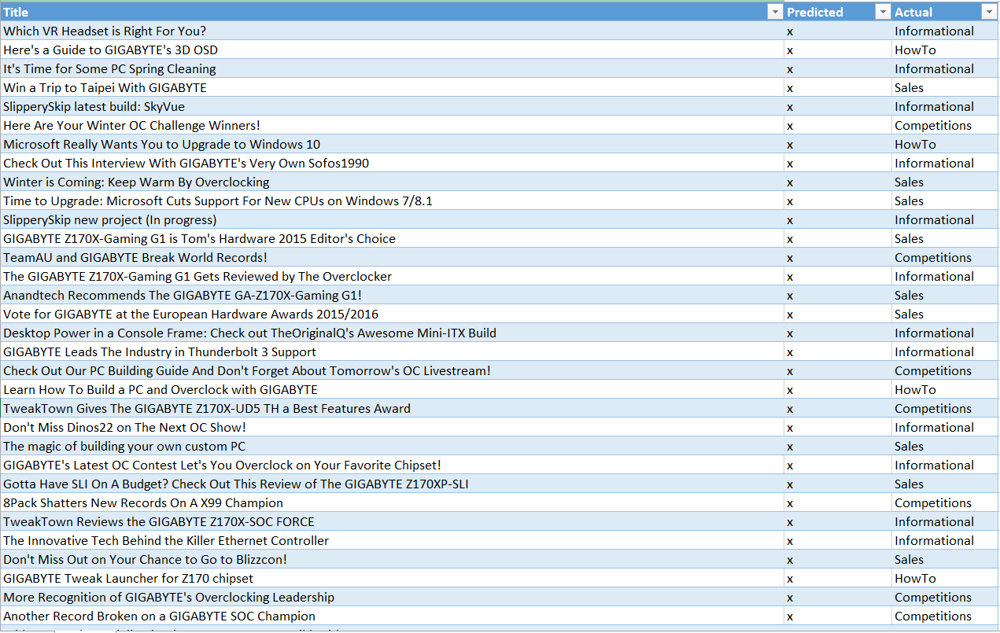 Title Predicted Actual
Which VR Headset is Right For You? x Informational
Here's a Guide to GIGABYTE's 3D OSD x HowTo
It's Time for Some PC Spring Cleaning x Informational
Win a Trip to Taipei With GIGABYTE x Sales
SlipperySkip latest build: SkyVue x Informational
Here Are Your Winter OC Challenge Winners! x Competitions
Microsoft Really Wants You to Upgrade to Windows 10 x HowTo
Check Out This Interview With GIGABYTE's Very Own Sofos1990 x Informational
Winter is Coming: Keep Warm By Overclocking x Sales
Time to Upgrade: Microsoft Cuts Support For New CPUs on Windows 7/8.1 x Sales
SlipperySkip new project (In progress) x Informational
GIGABYTE Z170X-Gaming G1 is Tom's Hardware 2015 Editor's Choice x Sales
TeamAU and GIGABYTE Break World Records! x Competitions
The GIGABYTE Z170X-Gaming G1 Gets Reviewed by The Overclocker x Informational
Anandtech Recommends The GIGABYTE GA-Z170X-Gaming G1! x Sales
Vote for GIGABYTE at the European Hardware Awards 2015/2016 x Sales
Desktop Power in a Console Frame: Check out TheOriginalQ's Awesome Mini-ITX Build x Informational
GIGABYTE Leads The Industry in Thunderbolt 3 Support x Informational
Check Out Our PC Building Guide And Don't Forget About Tomorrow's OC Livestream! x Competitions
Learn How To Build a PC and Overclock with GIGABYTE x HowTo
TweakTown Gives The GIGABYTE Z170X-UD5 TH a Best Features Award x Competitions
Don't Miss Dinos22 on The Next OC Show! x Informational
The magic of building your own custom PC x Sales
GIGABYTE's Latest OC Contest Let's You Overclock on Your Favorite Chipset! x Informational
Gotta Have SLI On A Budget? Check Out This Review of The GIGABYTE Z170XP-SLI x Sales
8Pack Shatters New Records On A X99 Champion x Competitions
TweakTown Reviews the GIGABYTE Z170X-SOC FORCE x Informational
The Innovative Tech Behind the Killer Ethernet Controller x Informational
Don't Miss Out on Your Chance to Go to Blizzcon! x Sales
GIGABYTE Tweak Launcher for Z170 chipset x HowTo
More Recognition of GIGABYTE's Overclocking Leadership x Competitions
Another Record Broken on a GIGABYTE SOC Champion x Competitions